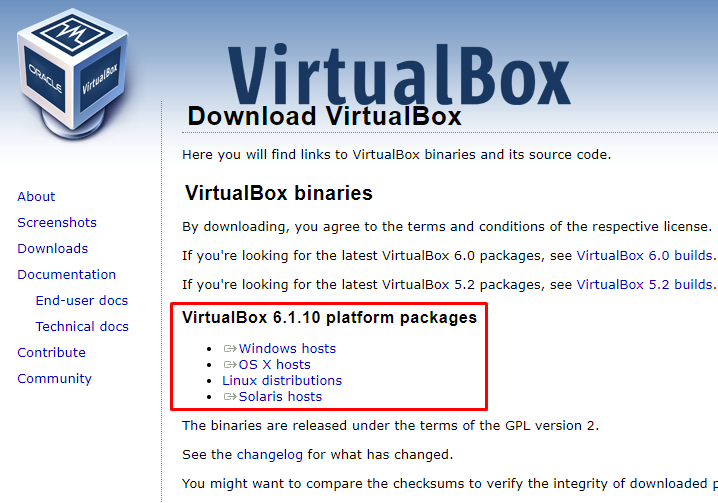 ORACLE
VirtualBox
VirtualBox
Download VirtualBox
Here you will find links to VirtualBox binaries and its source code.
About
Screenshots
Downloads
Documentation
End-user docs
Technical docs
Contribute
Community
VirtualBox binaries
By downloading, you agree to the terms and conditions of the respective license.
If you're looking for the latest VirtualBox 6.0 packages, see VirtualBox 6.0 builds.
If you're looking for the latest VirtualBox 5.2 packages, see VirtualBox 5.2 builds.
VirtualBox 6.1.10 platform packages
Windows hosts
OS X hosts
Linux distributions
Solaris hosts
The binaries are released under the terms of the GPL version 2.
See the changelog for what has changed.
You might want to compare the checksums to verify the integrity of downloaded p